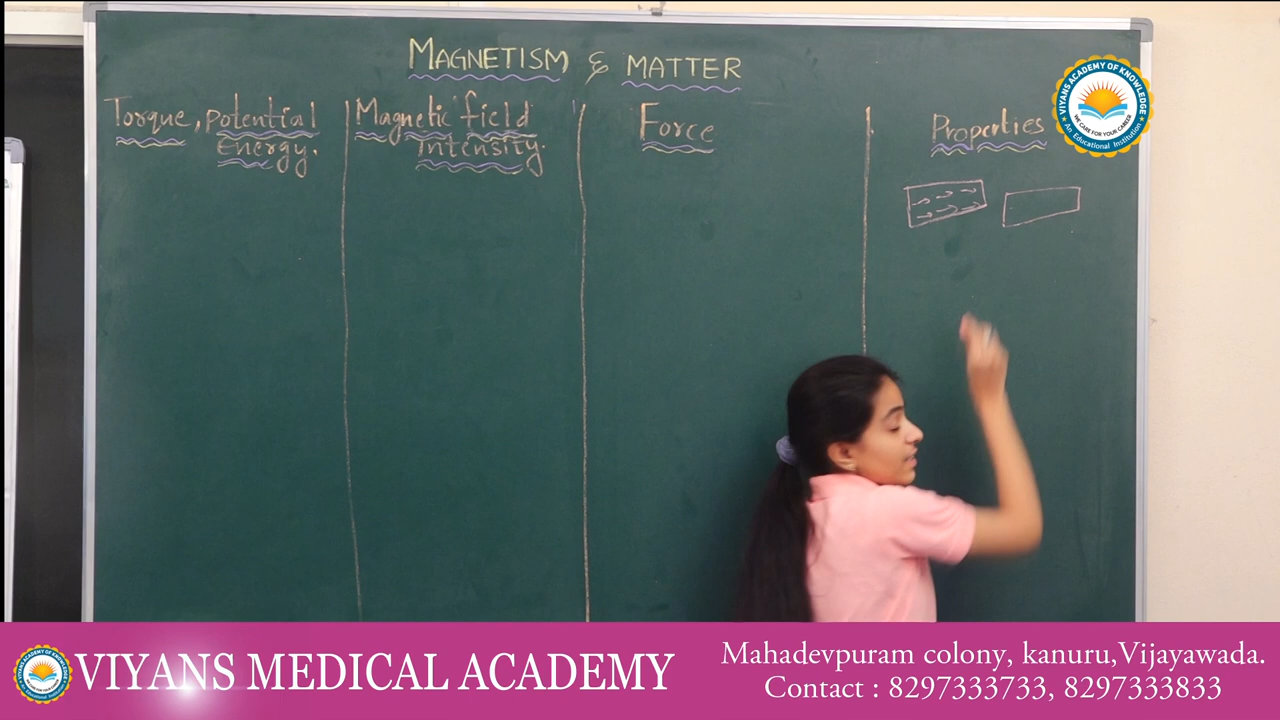 MAGNETISM & MATTER
Torque, Potential Energy.
Magnetic field Intensity.
Force
Properties
VIYANS ACADEMY OF KNOWLEDGE
WE CARE FOR YOUR CAREER
An Educational Institution
VIYANS MEDICAL ACADEMY
Mahadevpuram colony, kanuru,Vijayawada.
Contact : 8297333733, 8297333833